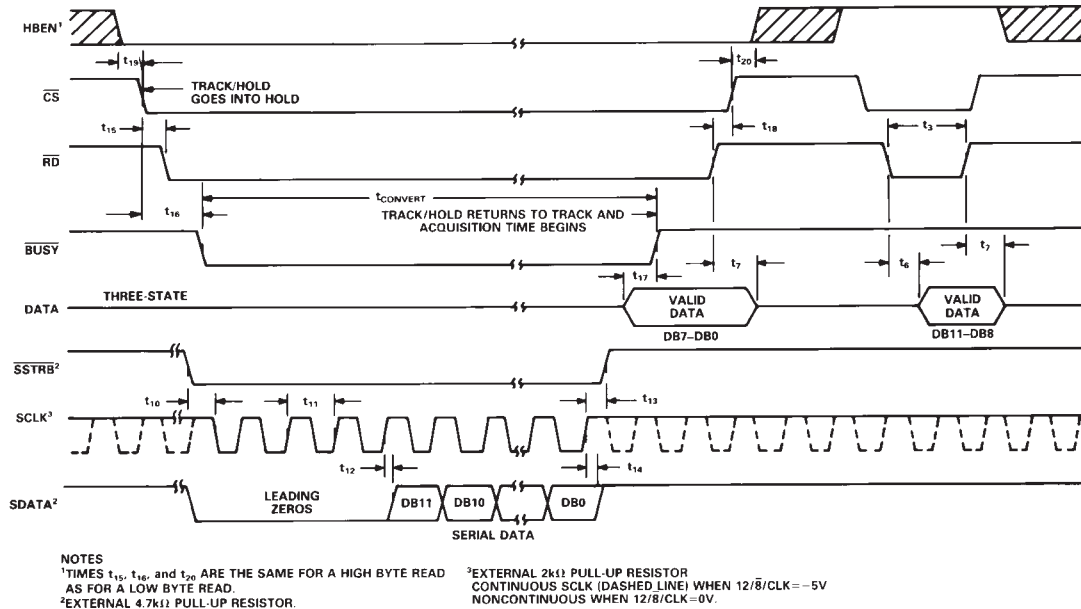 HBEN¹
t19
t20
CS
TRACK/HOLD
GOES INTO HOLD
t15
t18
t3
RD
tCONVERT
t16
TRACK/HOLD RETURNS TO TRACK AND
ACQUISITION TIME BEGINS
BUSY
t17
t7
t6
t7
DATA
THREE-STATE
VALID
DATA
VALID
DATA
DB7–DB0
DB11–DB8
SSTRB²
t10
t11
t13
SCLK³
t12
t14
SDATA²
LEADING
ZEROS
DB11
DB10
DB0
SERIAL DATA
NOTES
¹TIMES t15, t16, and t20 ARE THE SAME FOR A HIGH BYTE READ
AS FOR A LOW BYTE READ.
²EXTERNAL 4.7kΩ PULL-UP RESISTOR.
³EXTERNAL 2kΩ PULL-UP RESISTOR
CONTINUOUS SCLK (DASHED LINE) WHEN 12/8̅/CLK=−5V
NONCONTINUOUS WHEN 12/8̅/CLK=0V.